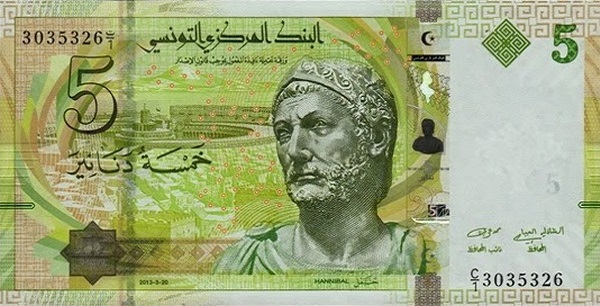 3035326
البنك المركزي التونسي
5
5
خمسة دنانير
5
5
الشاذلي العياري
نائب المحافظ
المحافظ
2013-3-20
HANNIBAL حنبعل
C/1 3035326